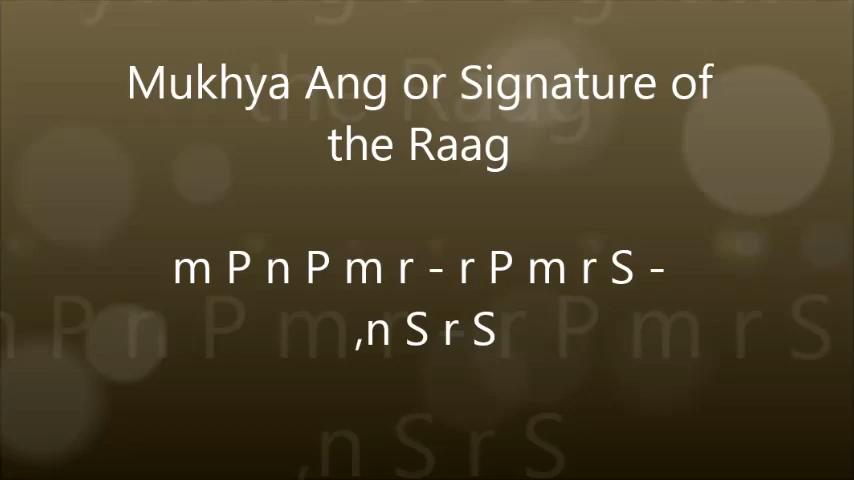 Mukhya Ang or Signature of
the Raag
m P n P m r - r P m r S -
,n S r S